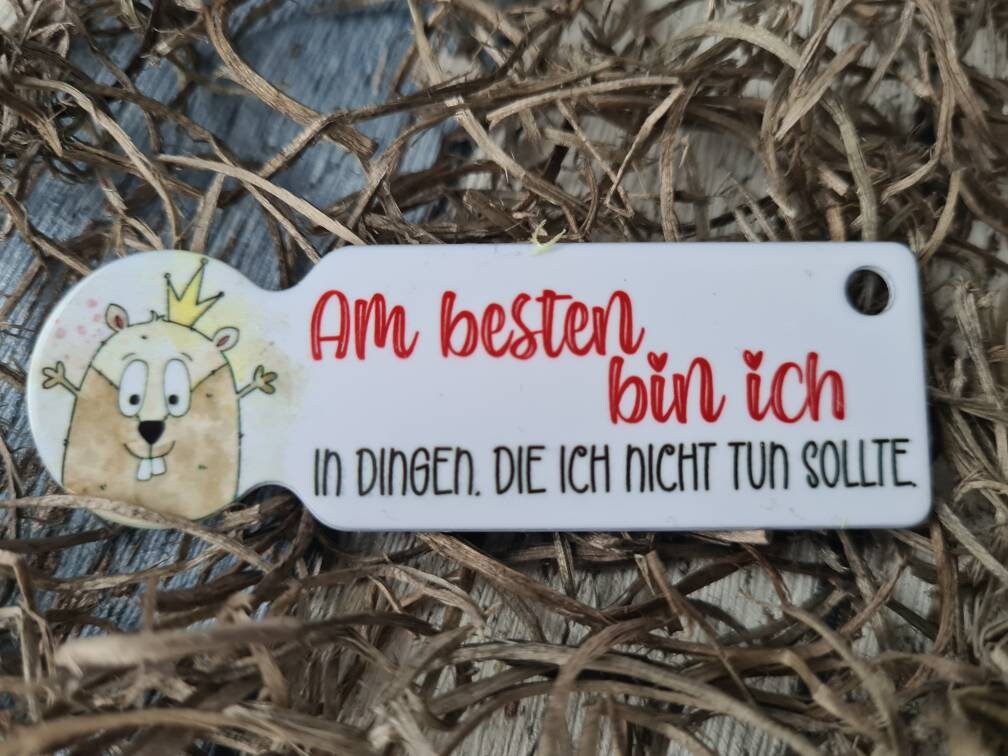 Am besten
bin ich
IN DINGEN. DIE ICH NICHT TUN SOLLTE.